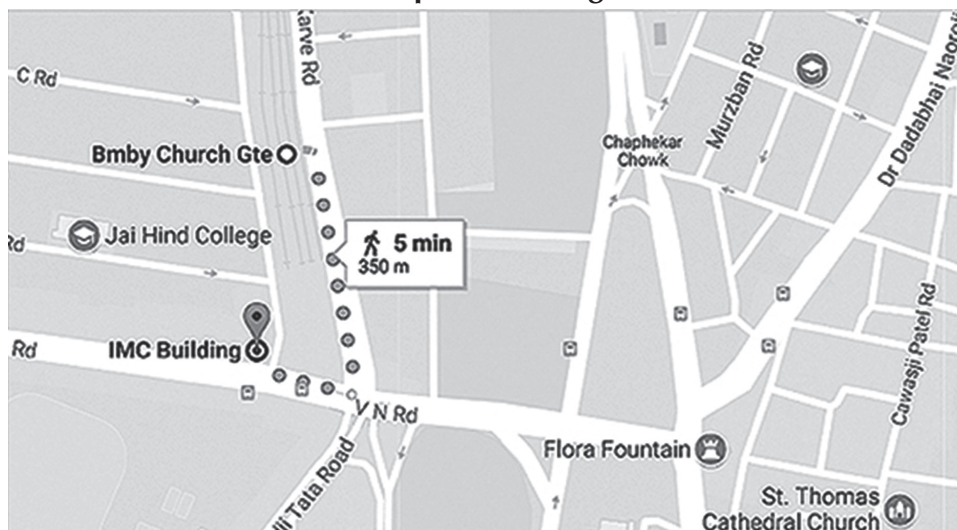 Karve Rd
C Rd
Murzban Rd
Dr Dadabhai Naoroji
Chaphekar
Chowk
Bmby Church Gte
Jai Hind College
Rd
5 min
350 m
IMC Building
Rd
V N Rd
Cawasji Patel Rd
Flora Fountain
Tata Road
St. Thomas
Cathedral Church